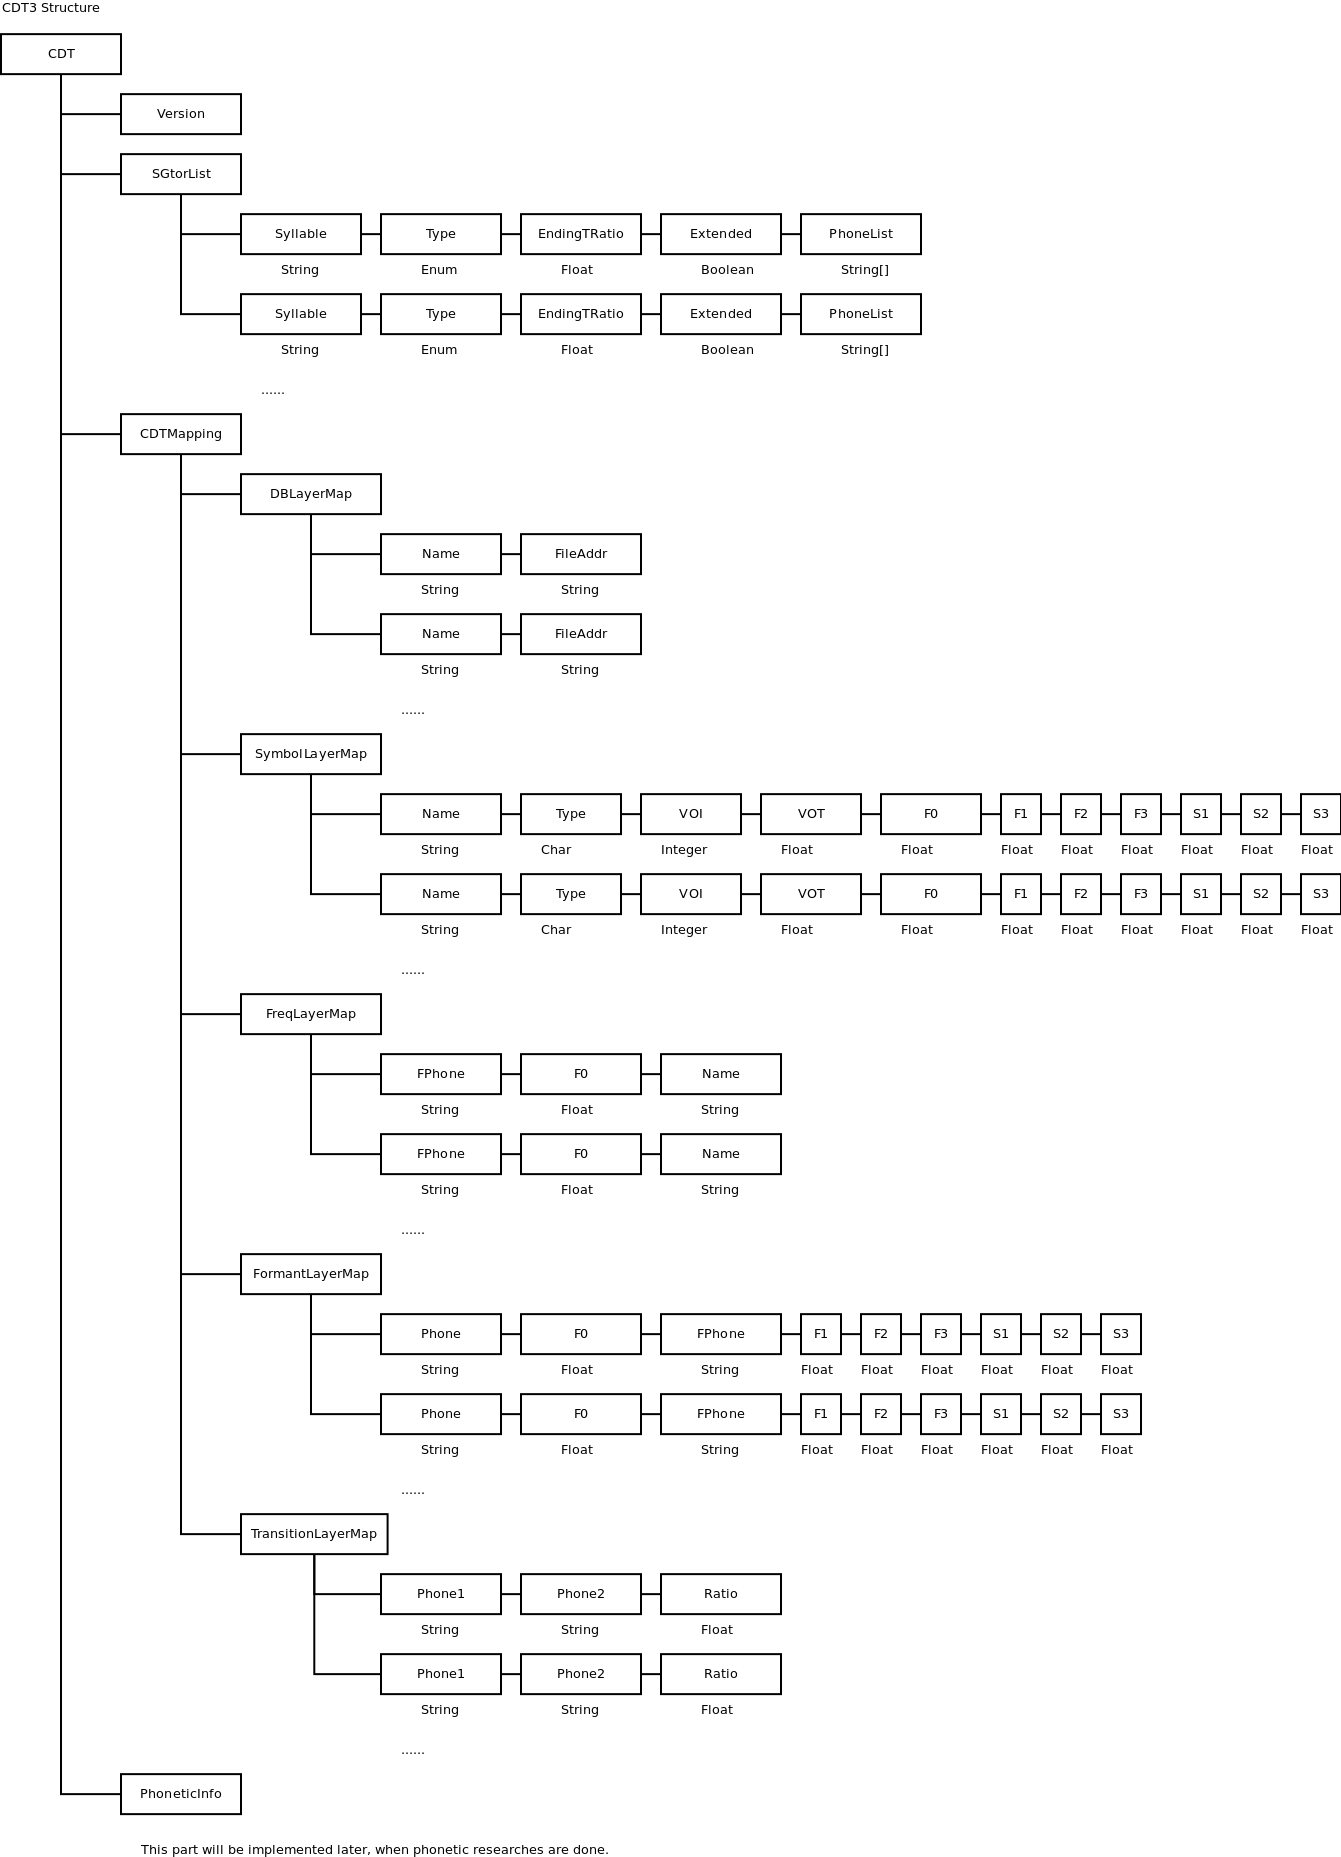 CDT3 Structure
CDT
Version
SGtorList
Syllable Type EndingTRatio Extended PhoneList
String Enum Float Boolean String[]
Syllable Type EndingTRatio Extended PhoneList
String Enum Float Boolean String[]
......
CDTMapping
DBLayerMap
Name FileAddr
String String
Name FileAddr
String String
......
SymbolLayerMap
Name Type VOI VOT F0 F1 F2 F3 S1 S2 S3
String Char Integer Float Float Float Float Float Float Float Float
Name Type VOI VOT F0 F1 F2 F3 S1 S2 S3
String Char Integer Float Float Float Float Float Float Float Float
......
FreqLayerMap
FPhone F0 Name
String Float String
FPhone F0 Name
String Float String
......
FormantLayerMap
Phone F0 FPhone F1 F2 F3 S1 S2 S3
String Float String Float Float Float Float Float Float
Phone F0 FPhone F1 F2 F3 S1 S2 S3
String Float String Float Float Float Float Float Float
......
TransitionLayerMap
Phone1 Phone2 Ratio
String String Float
Phone1 Phone2 Ratio
String String Float
......
PhoneticInfo
This part will be implemented later, when phonetic researches are done.